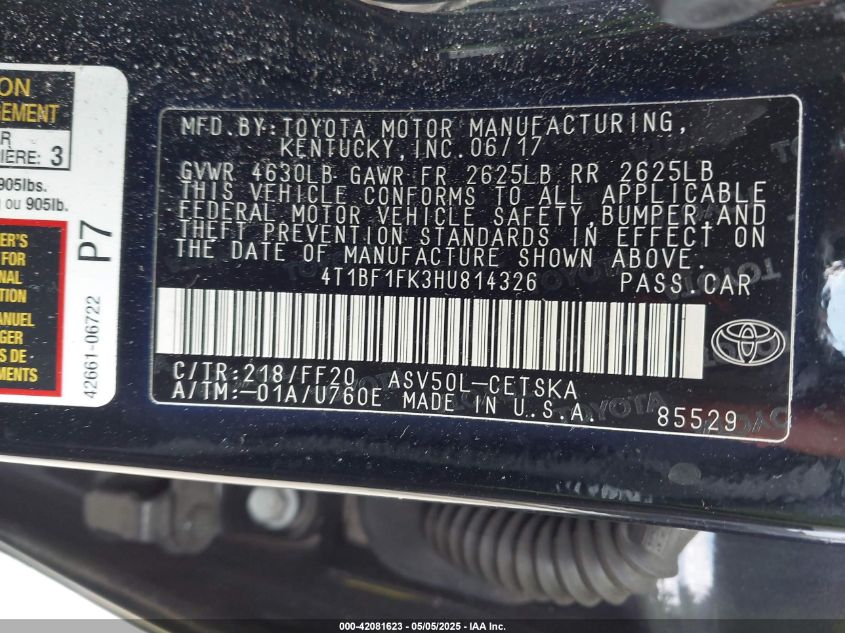 ON
GEMENT
R
IÈRE: 3
905lbs.
ou 905lb.
ER'S
FOR
NAL
TION
ANUEL
GER
S DE
EMENTS
P7
42661-06722
MFD.BY:TOYOTA MOTOR MANUFACTURING,
KENTUCKY,INC.06/17
GVWR 4630LB GAWR FR 2625LB RR 2625LB
THIS VEHICLE CONFORMS TO ALL APPLICABLE
FEDERAL MOTOR VEHICLE SAFETY,BUMPER,AND
THEFT PREVENTION STANDARDS IN EFFECT ON
THE DATE OF MANUFACTURE SHOWN ABOVE.
4T1BF1FK3HU814326 PASS.CAR
C/TR:218/FF20 ASV50L-CETSKA
A/TM:-01A/U760E MADE IN U.S.A. 85529
000-42081623 - 05/05/2025 - IAA Inc.